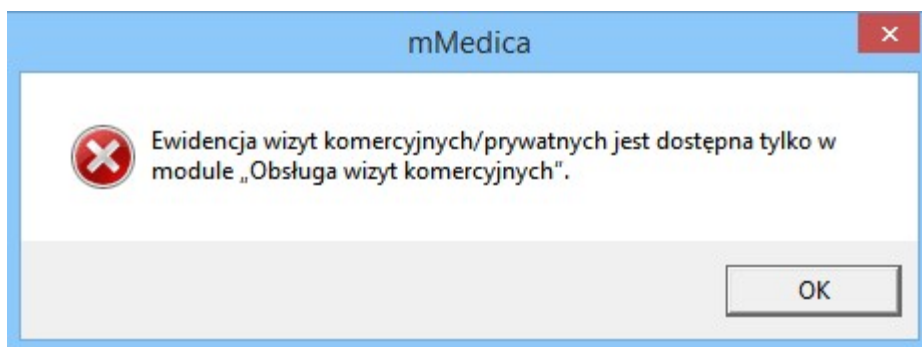 mMedica
Ewidencja wizyt komercyjnych/prywatnych jest dostępna tylko w
module „Obsługa wizyt komercyjnych”.
OK